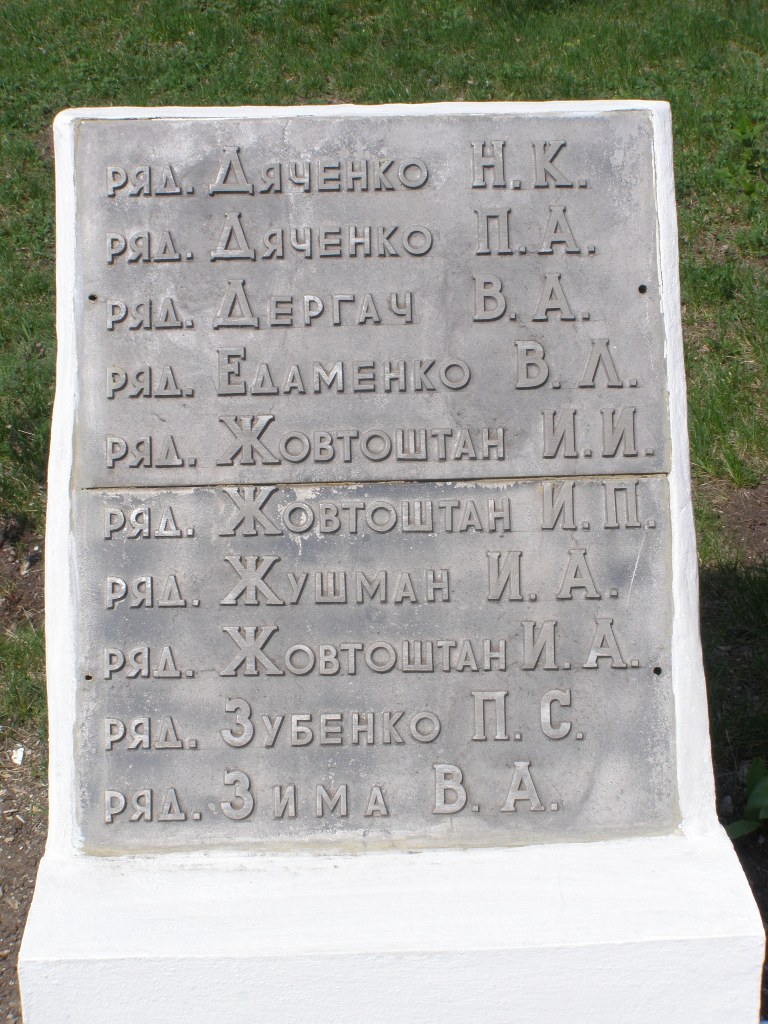 ряд. Дяченко Н.К.
ряд. Дяченко П.А.
ряд. Дергач В.А.
ряд. Едаменко В.Л.
ряд. Жовтоштан И.И.
ряд. Жовтоштан И.П.
ряд. Жушман И.А.
ряд. Жовтоштан И.А.
ряд. Зубенко П.С.
ряд. Зима В.А.